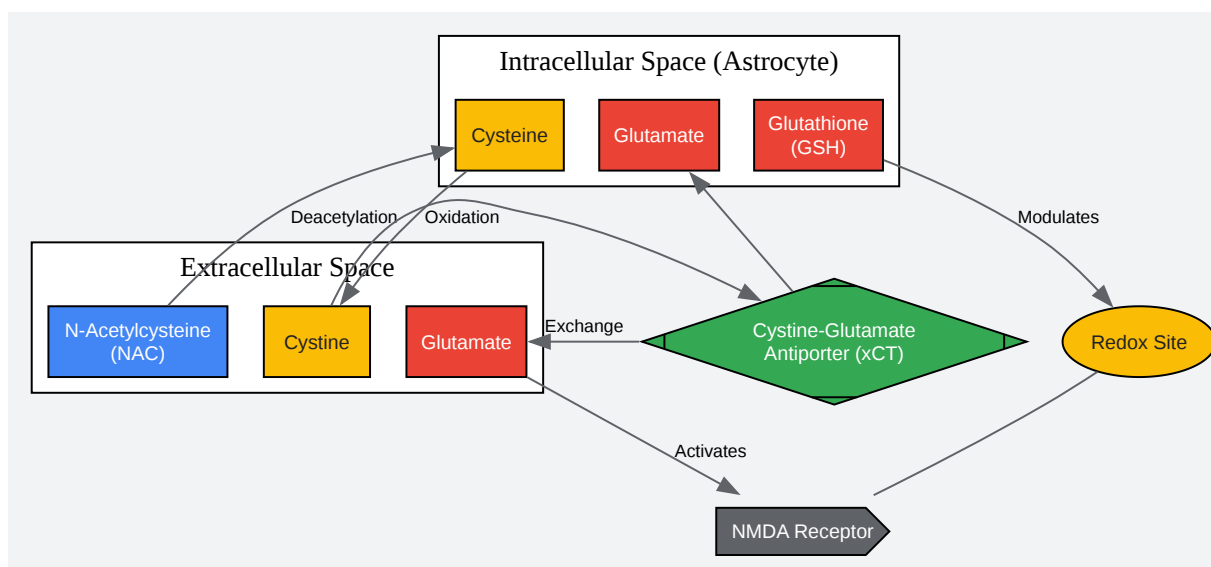 Intracellular Space (Astrocyte)
Cysteine
Glutamate
Glutathione
(GSH)
Deacetylation
Oxidation
Modulates
Extracellular Space
N-Acetylcysteine
(NAC)
Cystine
Glutamate
Exchange
Cystine-Glutamate
Antiporter (xCT)
Redox Site
Activates
NMDA Receptor